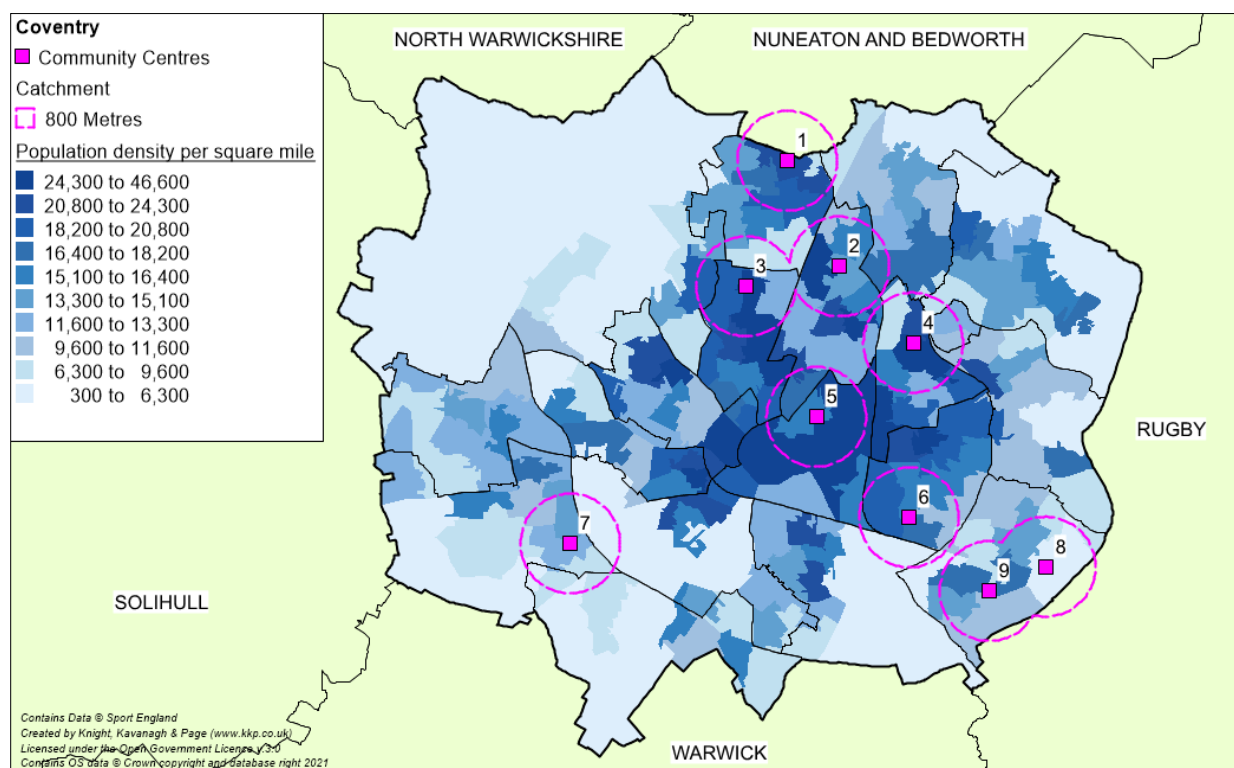 Coventry
Community Centres
Catchment
800 Metres
Population density per square mile
24,300 to 46,600
20,800 to 24,300
18,200 to 20,800
16,400 to 18,200
15,100 to 16,400
13,300 to 15,100
11,600 to 13,300
9,600 to 11,600
6,300 to 9,600
300 to 6,300
NORTH WARWICKSHIRE
NUNEATON AND BEDWORTH
1
2
3
4
5
RUGBY
6
7
8
9
SOLIHULL
WARWICK
Contains Data © Sport England
Created by Knight, Kavanagh & Page (www.kkp.co.uk)
Licensed under the Open Government Licence v.3.0
Contains OS data © Crown copyright and database right 2021